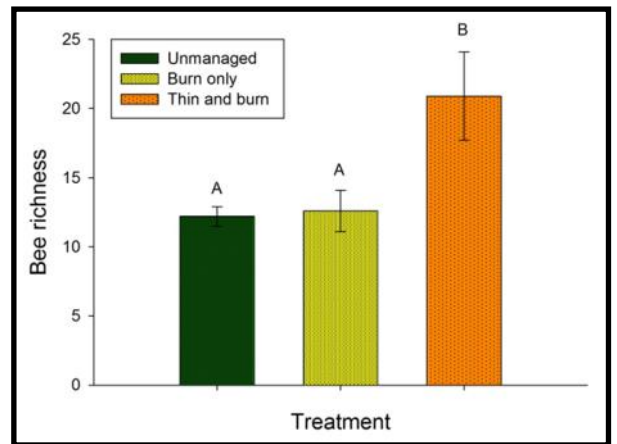 25
20
15
10
5
0
Bee richness
Unmanaged
Burn only
Thin and burn
A
A
B
Treatment